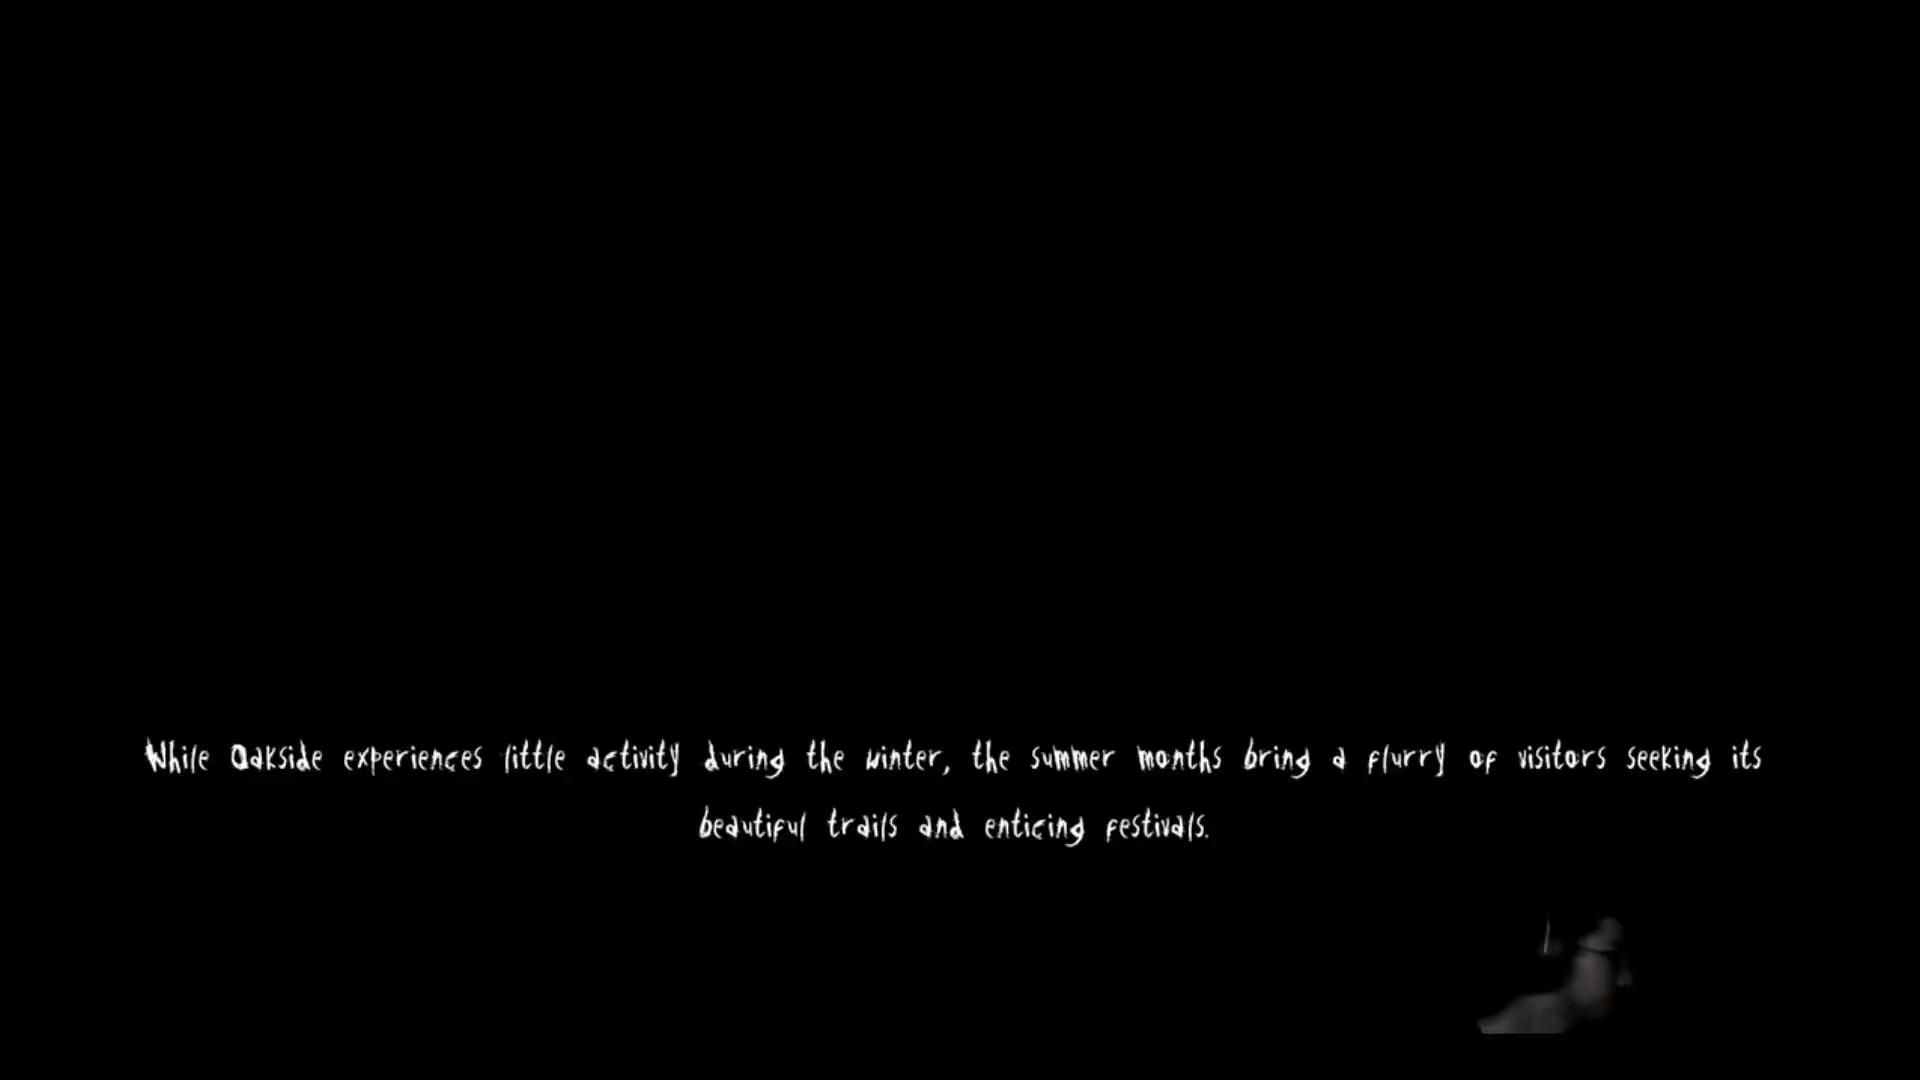 While Oakside experiences little activity during the winter, the summer months bring a flurry of visitors seeking its
beautiful trails and enticing festivals.